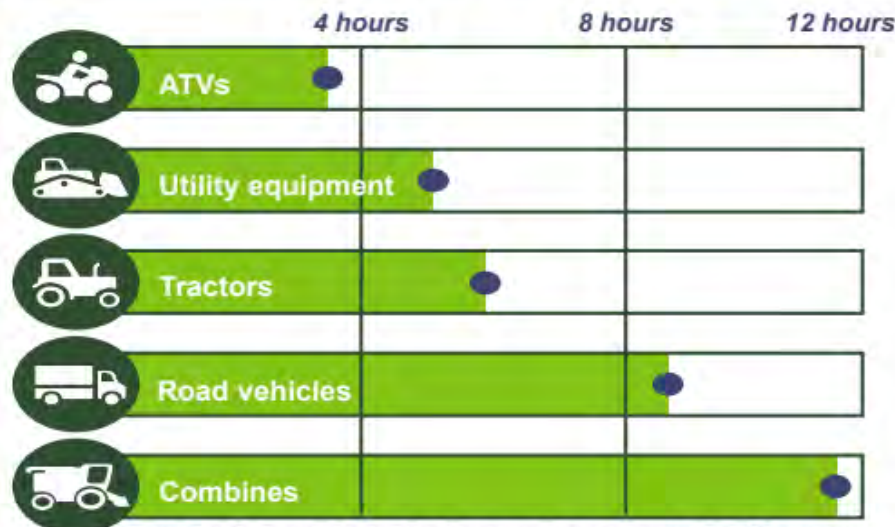 4 hours 8 hours 12 hours
ATVs
Utility equipment
Tractors
Road vehicles
Combines